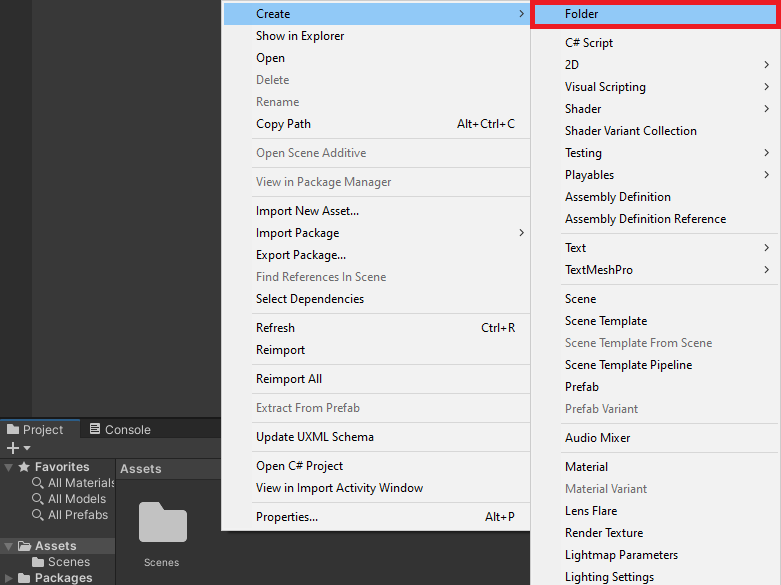 Create
Show in Explorer
Open
Delete
Rename
Copy Path Alt+Ctrl+C
Open Scene Additive
View in Package Manager
Import New Asset...
Import Package
Export Package...
Find References In Scene
Select Dependencies
Refresh Ctrl+R
Reimport
Reimport All
Extract From Prefab
Update UXML Schema
Open C# Project
View in Import Activity Window
Properties... Alt+P
Folder
C# Script
2D
Visual Scripting
Shader
Shader Variant Collection
Testing
Playables
Assembly Definition
Assembly Definition Reference
Text
TextMeshPro
Scene
Scene Template
Scene Template From Scene
Scene Template Pipeline
Prefab
Prefab Variant
Audio Mixer
Material
Material Variant
Lens Flare
Render Texture
Lightmap Parameters
Lighting Settings
Project
Console
Favorites
All Materials
All Models
All Prefabs
Assets
Scenes
Packages
Assets
Scenes